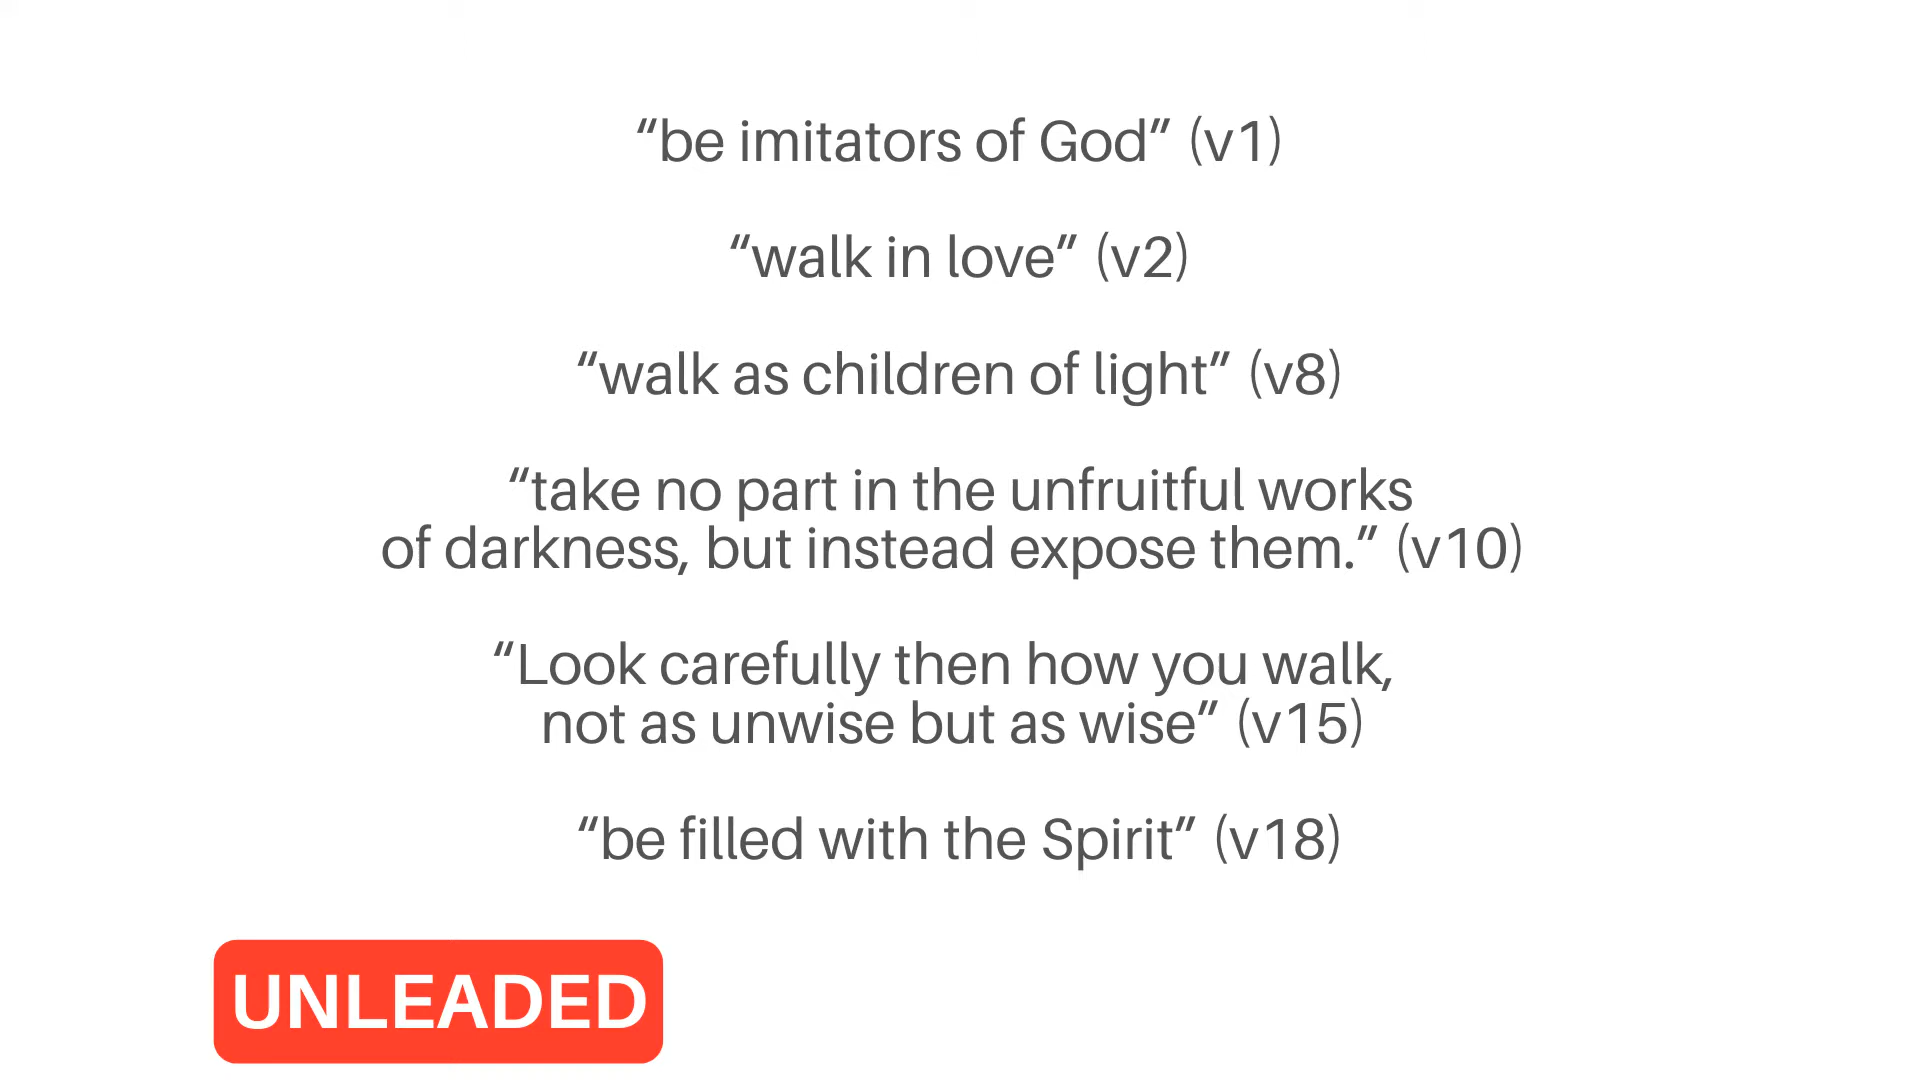 “be imitators of God” (v1)
“walk in love” (v2)
“walk as children of light” (v8)
“take no part in the unfruitful works
of darkness, but instead expose them.” (v10)
“Look carefully then how you walk,
not as unwise but as wise” (v15)
“be filled with the Spirit” (v18)
UNLEADED